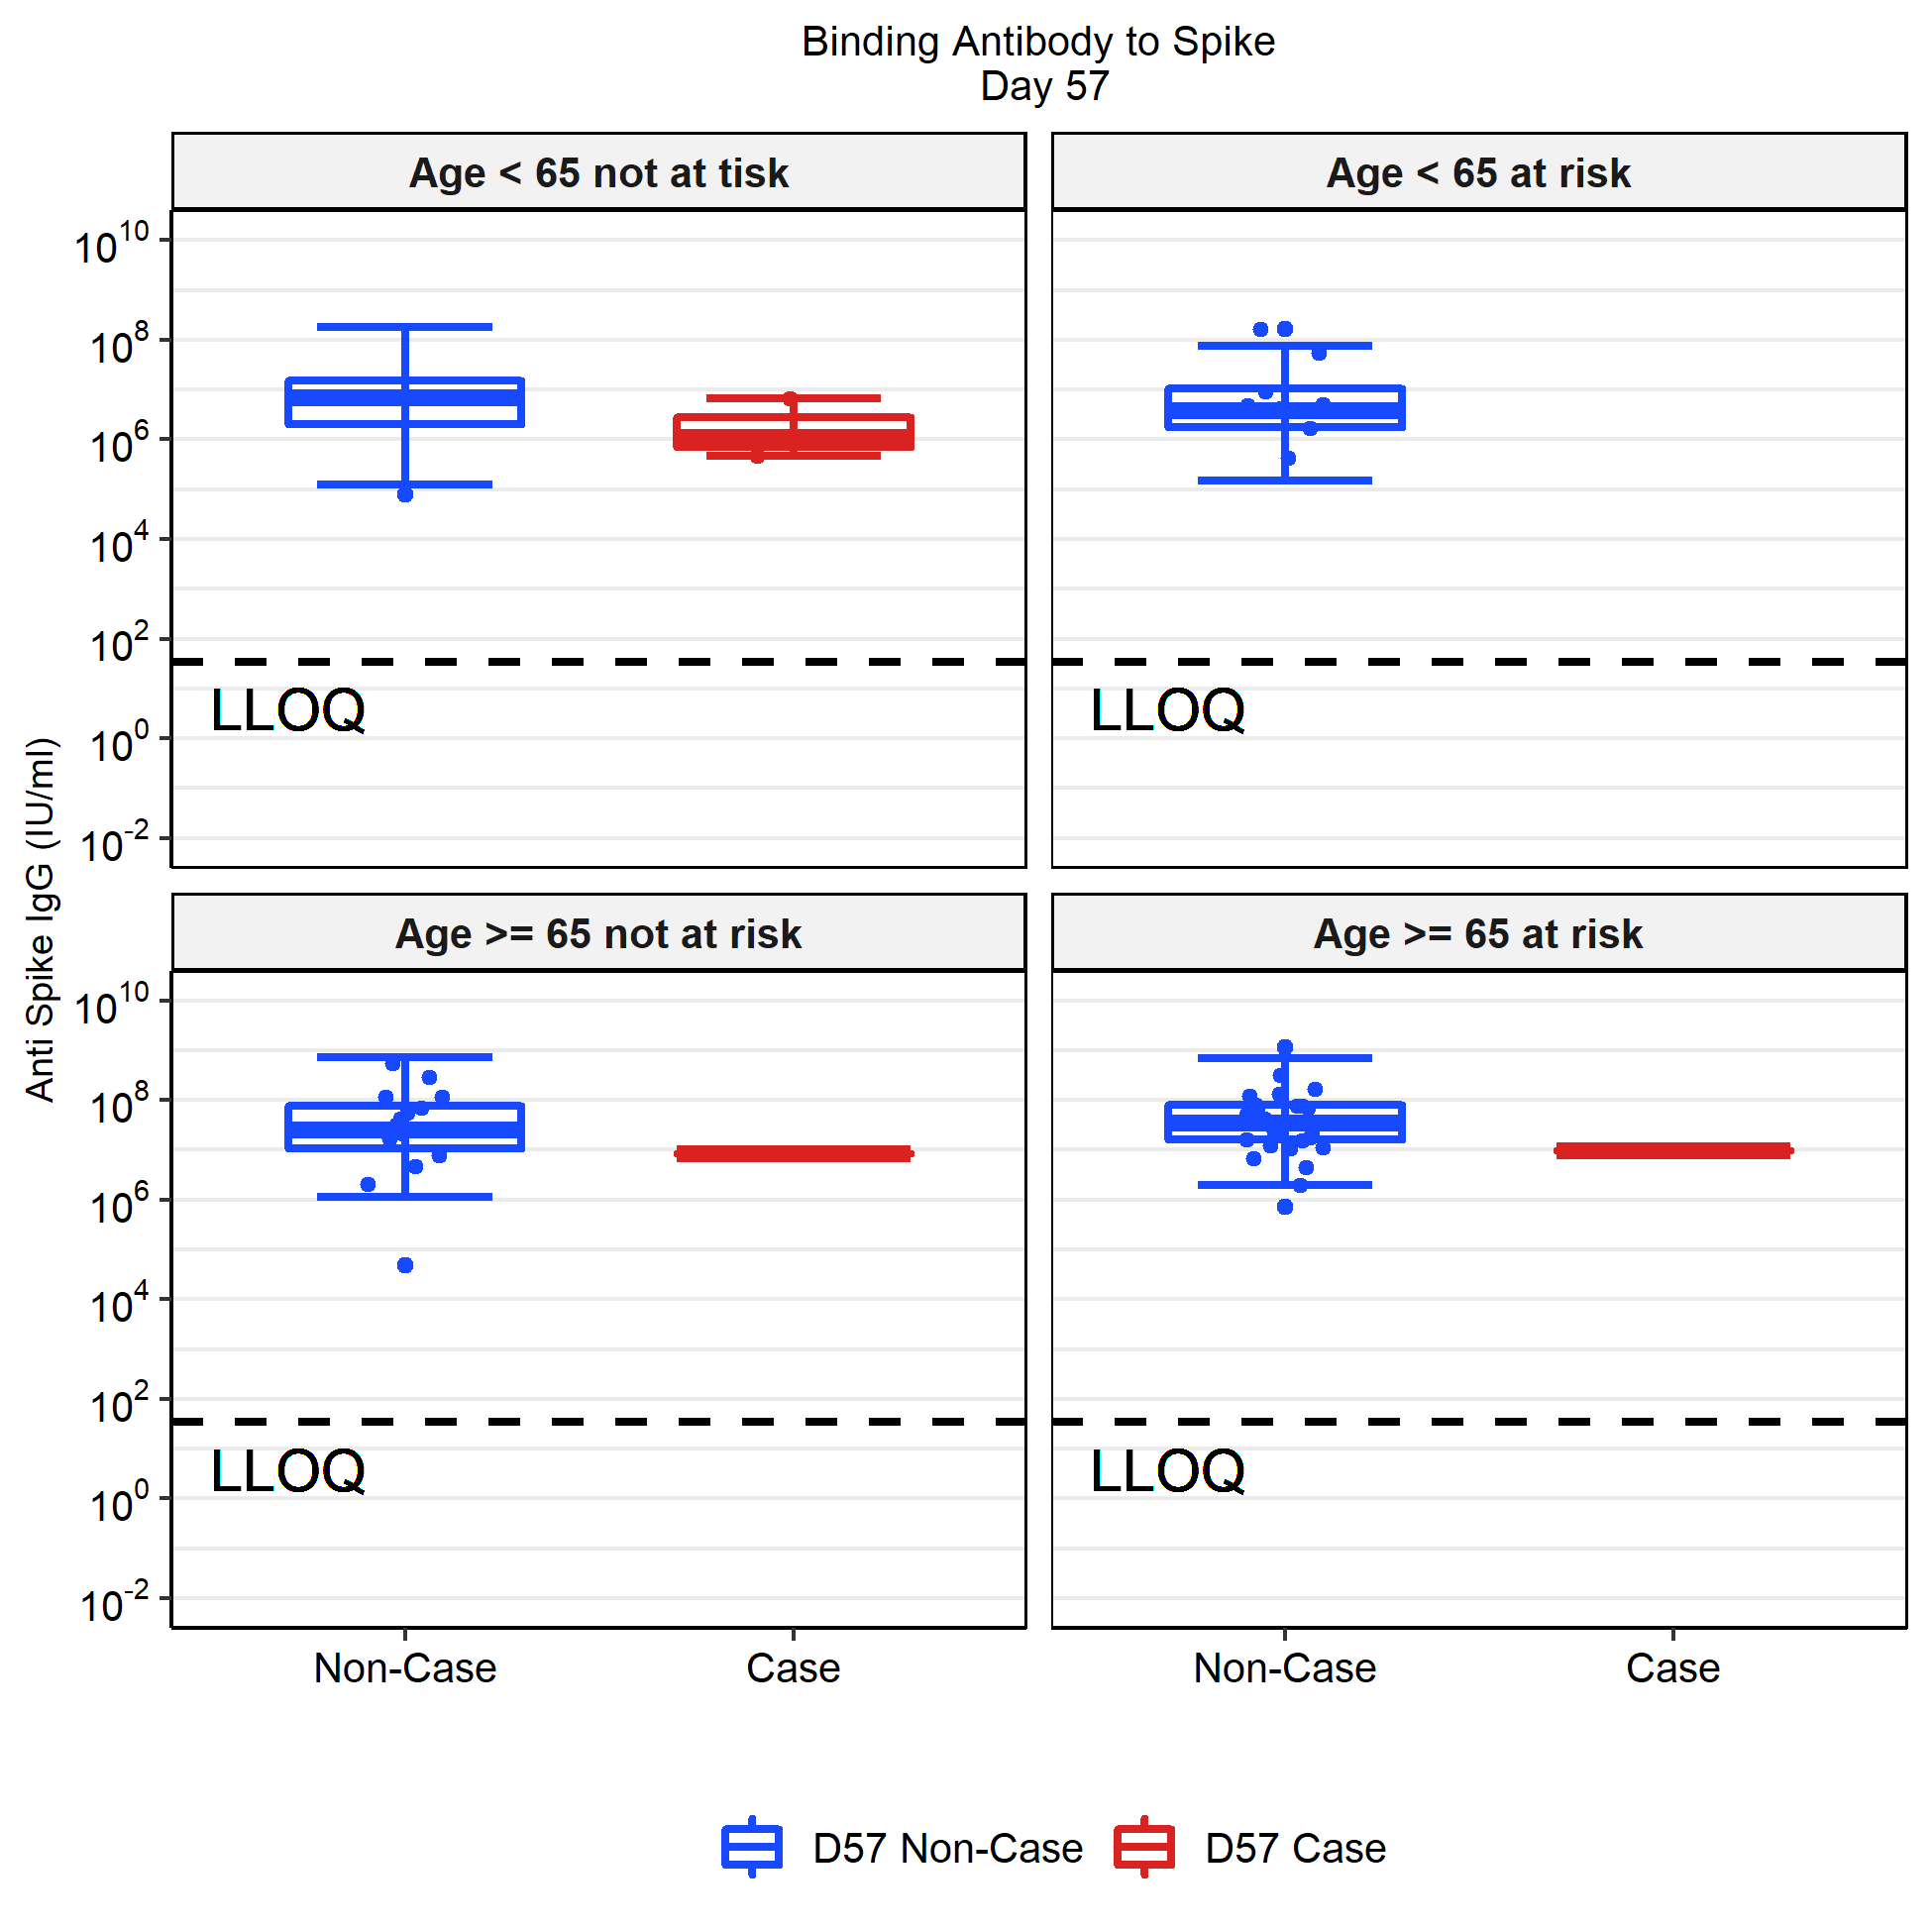 Binding Antibody to Spike
Day 57
Age < 65 not at tisk
Age < 65 at risk
10^10
10^8
10^6
10^4
10^2
10^0
10^-2
LLOQ
LLOQ
Anti Spike IgG (IU/ml)
Age >= 65 not at risk
Age >= 65 at risk
10^10
10^8
10^6
10^4
10^2
10^0
10^-2
LLOQ
LLOQ
Non-Case
Case
Non-Case
Case
D57 Non-Case
D57 Case